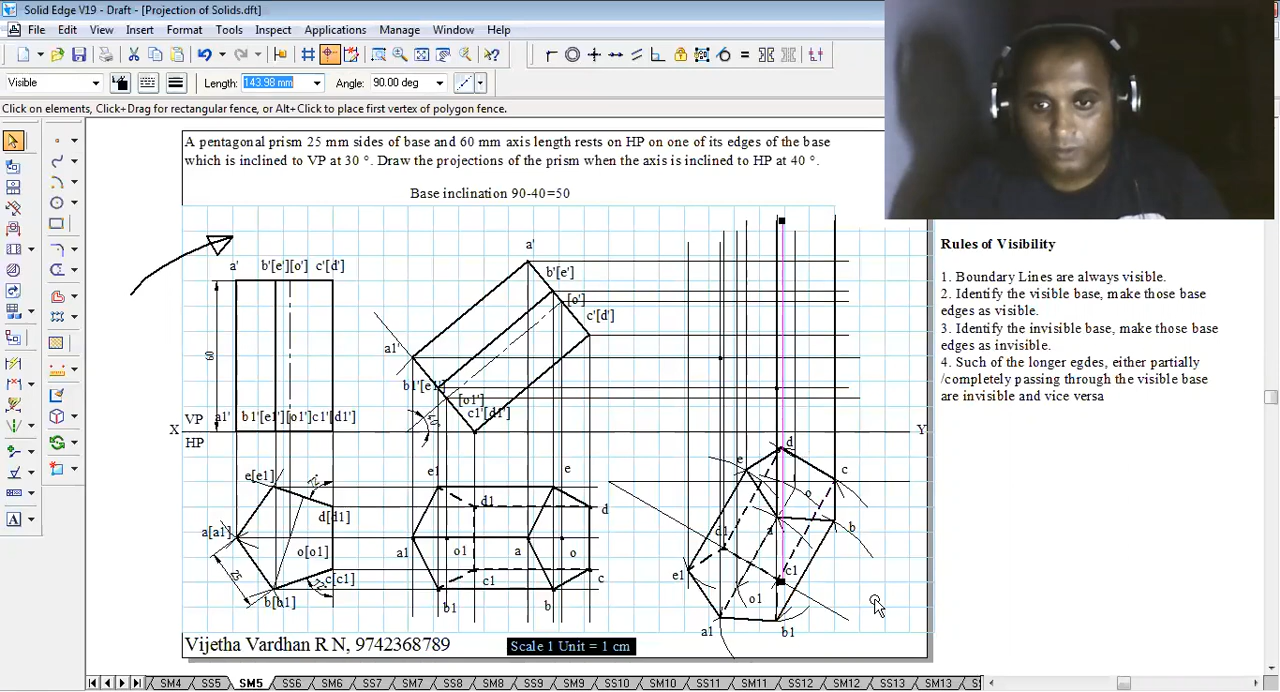 Solid Edge V19 - Draft - [Projection of Solids.dft]
File Edit View Insert Format Tools Inspect Applications Manage Window Help
Visible Length: 143.98 mm Angle: 90.00 deg
Click on elements, Click+Drag for rectangular fence, or Alt+Click to place first vertex of polygon fence.
A pentagonal prism 25 mm sides of base and 60 mm axis length rests on HP on one of its edges of the base
which is inclined to VP at 30 °. Draw the projections of the prism when the axis is inclined to HP at 40 °.
Base inclination 90-40=50
Rules of Visibility
1. Boundary Lines are always visible.
2. Identify the visible base, make those base
edges as visible.
3. Identify the invisible base, make those base
edges as invisible.
4. Such of the longer egdes, either partially
/completely passing through the visible base
are invisible and vice versa
a' b'[e'][o'] c'[d']
a'
b'[e']
[o']
c'[d']
60
a1'
b1'[e1']
[o1']
c1'[d1']
VP a1' b1'[e1'][o1']c1'[d1']
X Y
HP
e[e1] 72
d[d1]
a[a1]
o[o1]
c[c1]
25
72
b[b1]
e1 e
d1 d
a1 o1 a o
c1 c
b1 b
d
e c
o
a b
d1
e1 c1
o1
a1 b1
Vijetha Vardhan R N, 9742368789
Scale 1 Unit = 1 cm
SM4 SS5 SM5 SS6 SM6 SS7 SM7 SS8 SM8 SS9 SM9 SS10 SM10 SS11 SM11 SS12 SM12 SS13 SM13